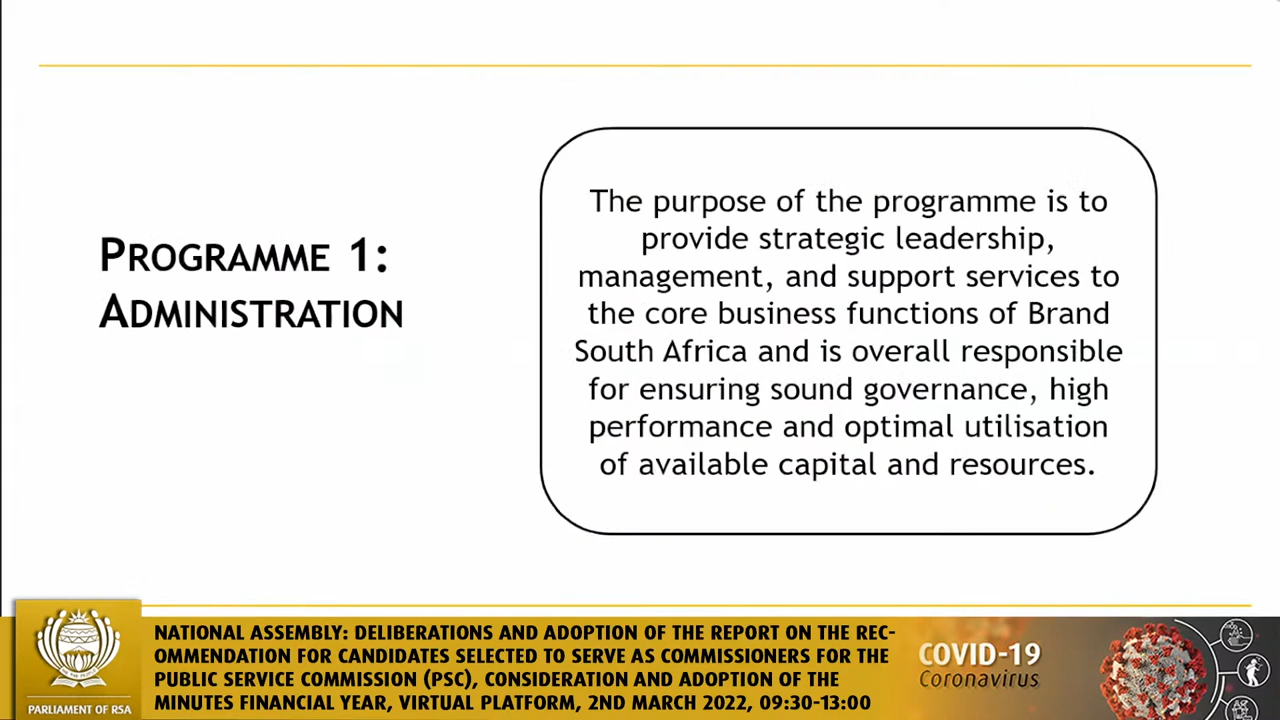 PROGRAMME 1:
ADMINISTRATION
The purpose of the programme is to
provide strategic leadership,
management, and support services to
the core business functions of Brand
South Africa and is overall responsible
for ensuring sound governance, high
performance and optimal utilisation
of available capital and resources.
PARLIAMENT OF RSA
NATIONAL ASSEMBLY: DELIBERATIONS AND ADOPTION OF THE REPORT ON THE REC-
OMMENDATION FOR CANDIDATES SELECTED TO SERVE AS COMMISSIONERS FOR THE
PUBLIC SERVICE COMMISSION (PSC), CONSIDERATION AND ADOPTION OF THE
MINUTES FINANCIAL YEAR, VIRTUAL PLATFORM, 2ND MARCH 2022, 09:30-13:00
COVID-19
Coronavirus